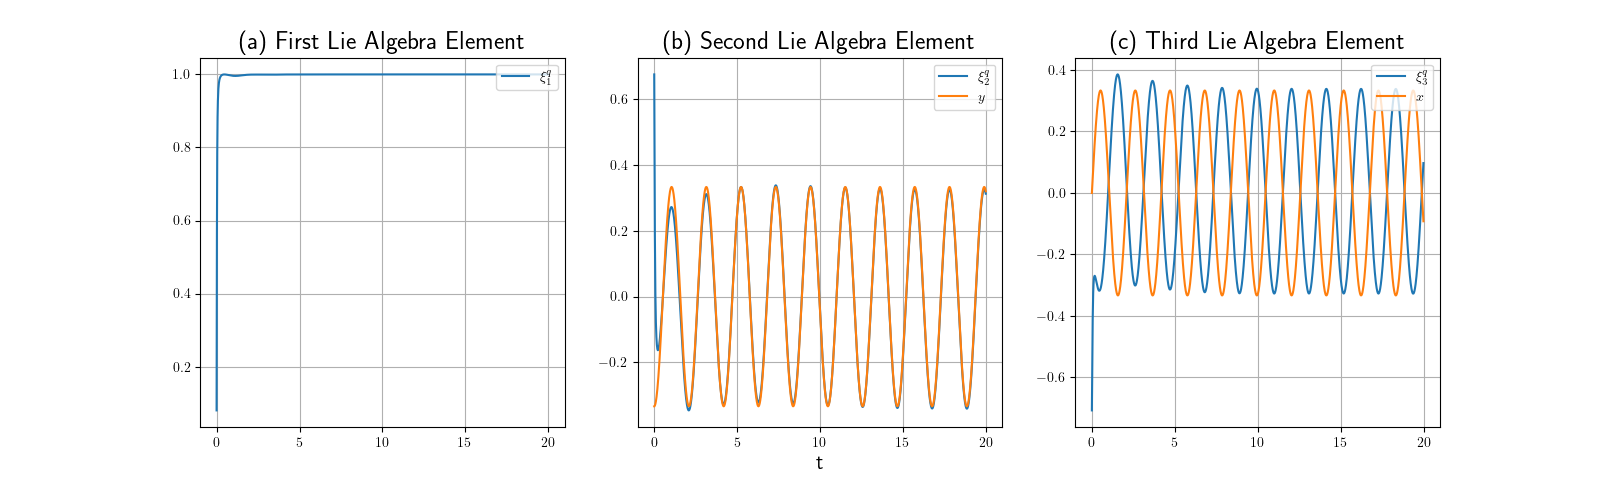 (a) First Lie Algebra Element
ξ₁^q
1.0
0.8
0.6
0.4
0.2
0 5 10 15 20
(b) Second Lie Algebra Element
ξ₂^q
y
0.6
0.4
0.2
0.0
−0.2
0 5 10 15 20
t
(c) Third Lie Algebra Element
ξ₃^q
x
0.4
0.2
0.0
−0.2
−0.4
−0.6
0 5 10 15 20